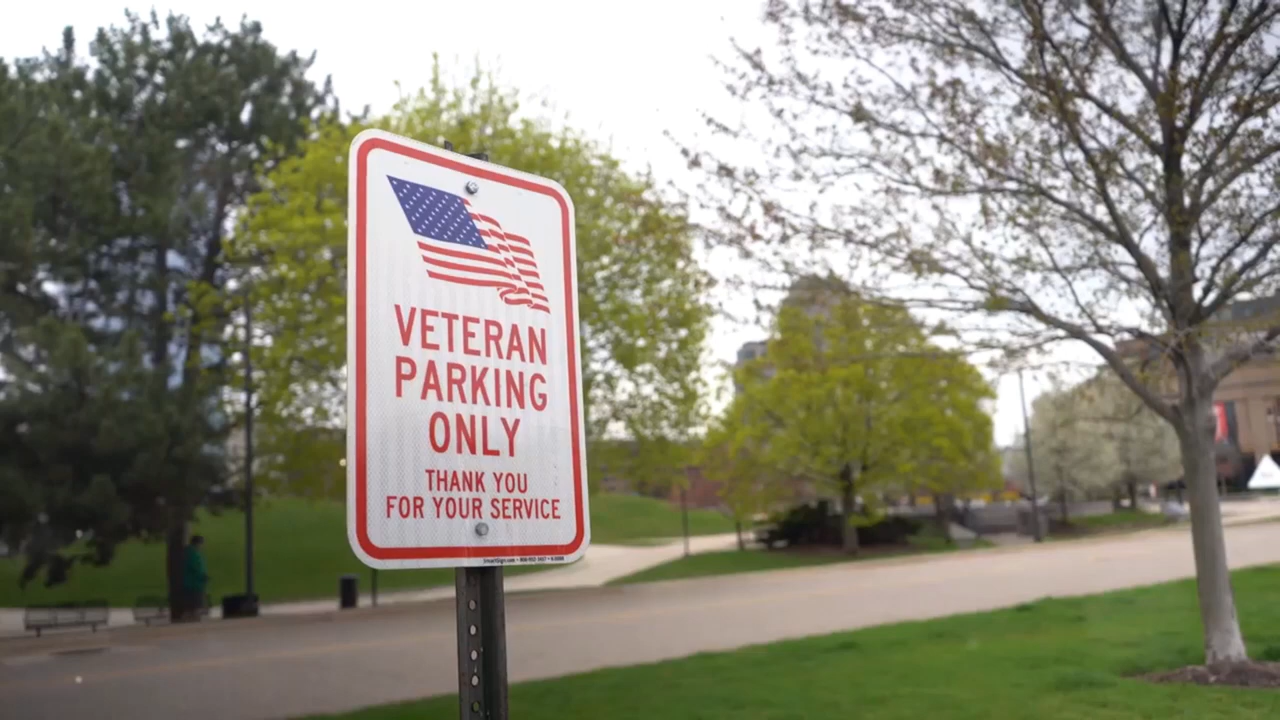 VETERAN
PARKING
ONLY
THANK YOU
FOR YOUR SERVICE